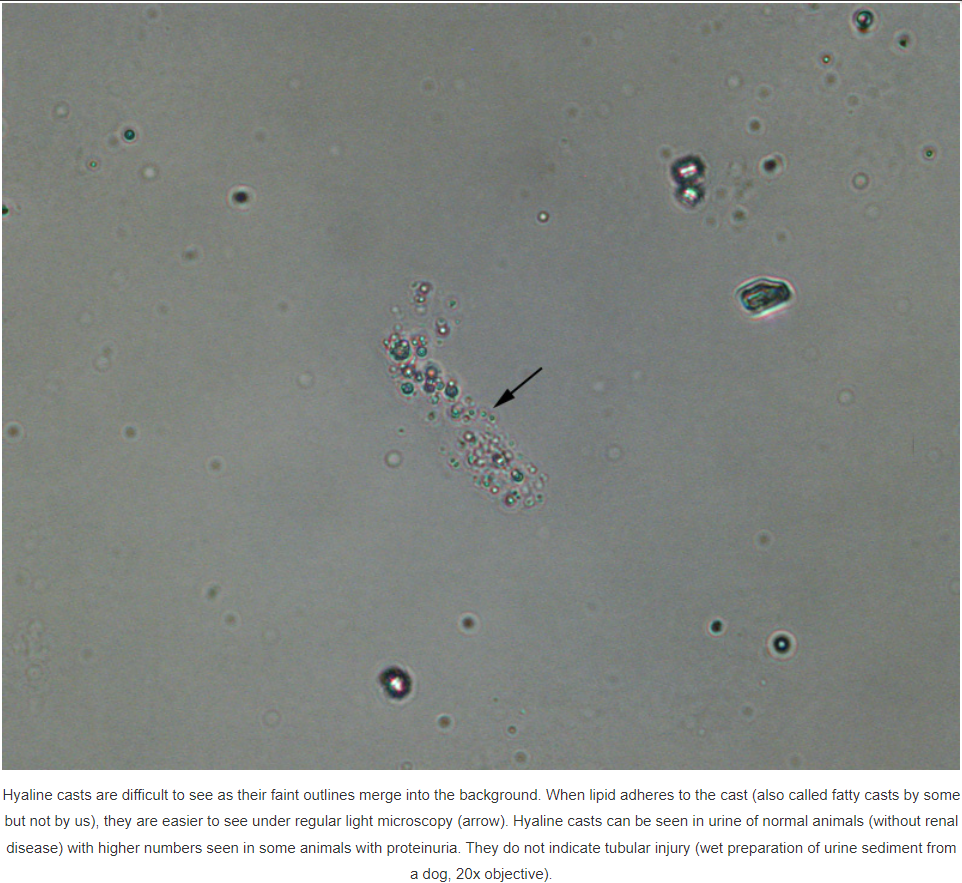 Hyaline casts are difficult to see as their faint outlines merge into the background. When lipid adheres to the cast (also called fatty casts by some
but not by us), they are easier to see under regular light microscopy (arrow). Hyaline casts can be seen in urine of normal animals (without renal
disease) with higher numbers seen in some animals with proteinuria. They do not indicate tubular injury (wet preparation of urine sediment from
a dog, 20x objective).